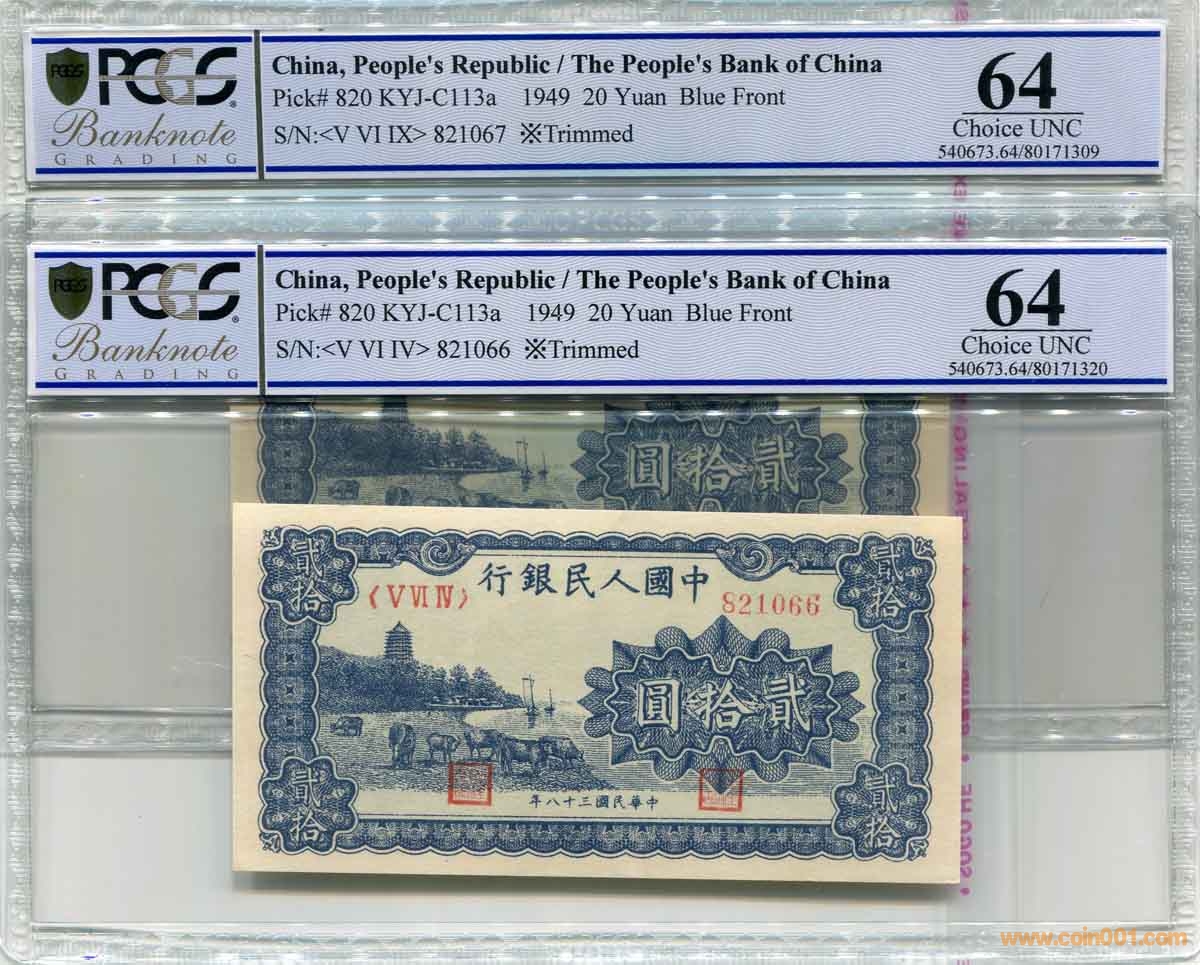 PCGS
PCGS
Banknote
GRADING
China, People's Republic / The People's Bank of China
Pick# 820 KYJ-C113a 1949 20 Yuan Blue Front
S/N:<V VI IX> 821067 ※Trimmed
64
Choice UNC
540673.64/80171309
PCGS
PCGS
Banknote
GRADING
China, People's Republic / The People's Bank of China
Pick# 820 KYJ-C113a 1949 20 Yuan Blue Front
S/N:<V VI IV> 821066 ※Trimmed
64
Choice UNC
540673.64/80171320
圓拾貳
貳拾
貳拾
行銀民人國中
〈V VI IV〉
821066
圓拾貳
貳拾
貳拾
年八十三國民華中
www.coin001.com